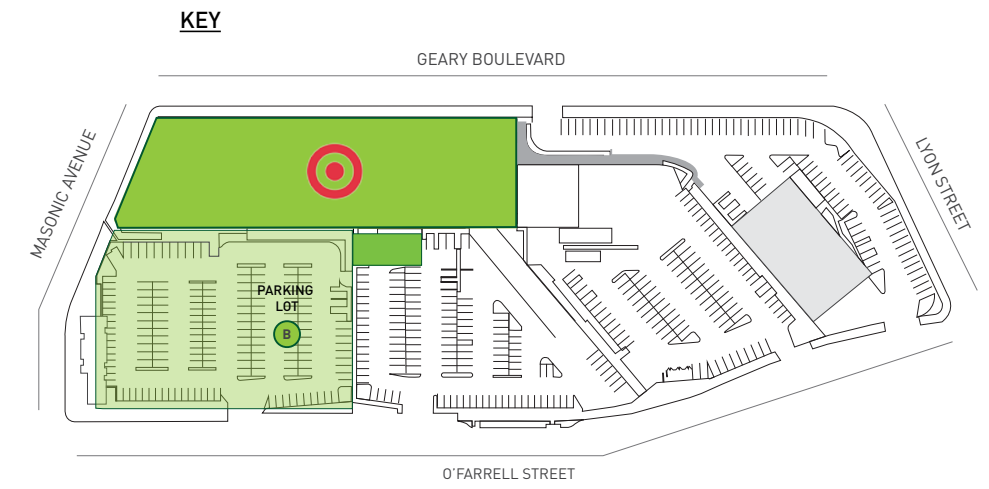 KEY
GEARY BOULEVARD
MASONIC AVENUE
LYON STREET
PARKING
LOT
B
O'FARRELL STREET